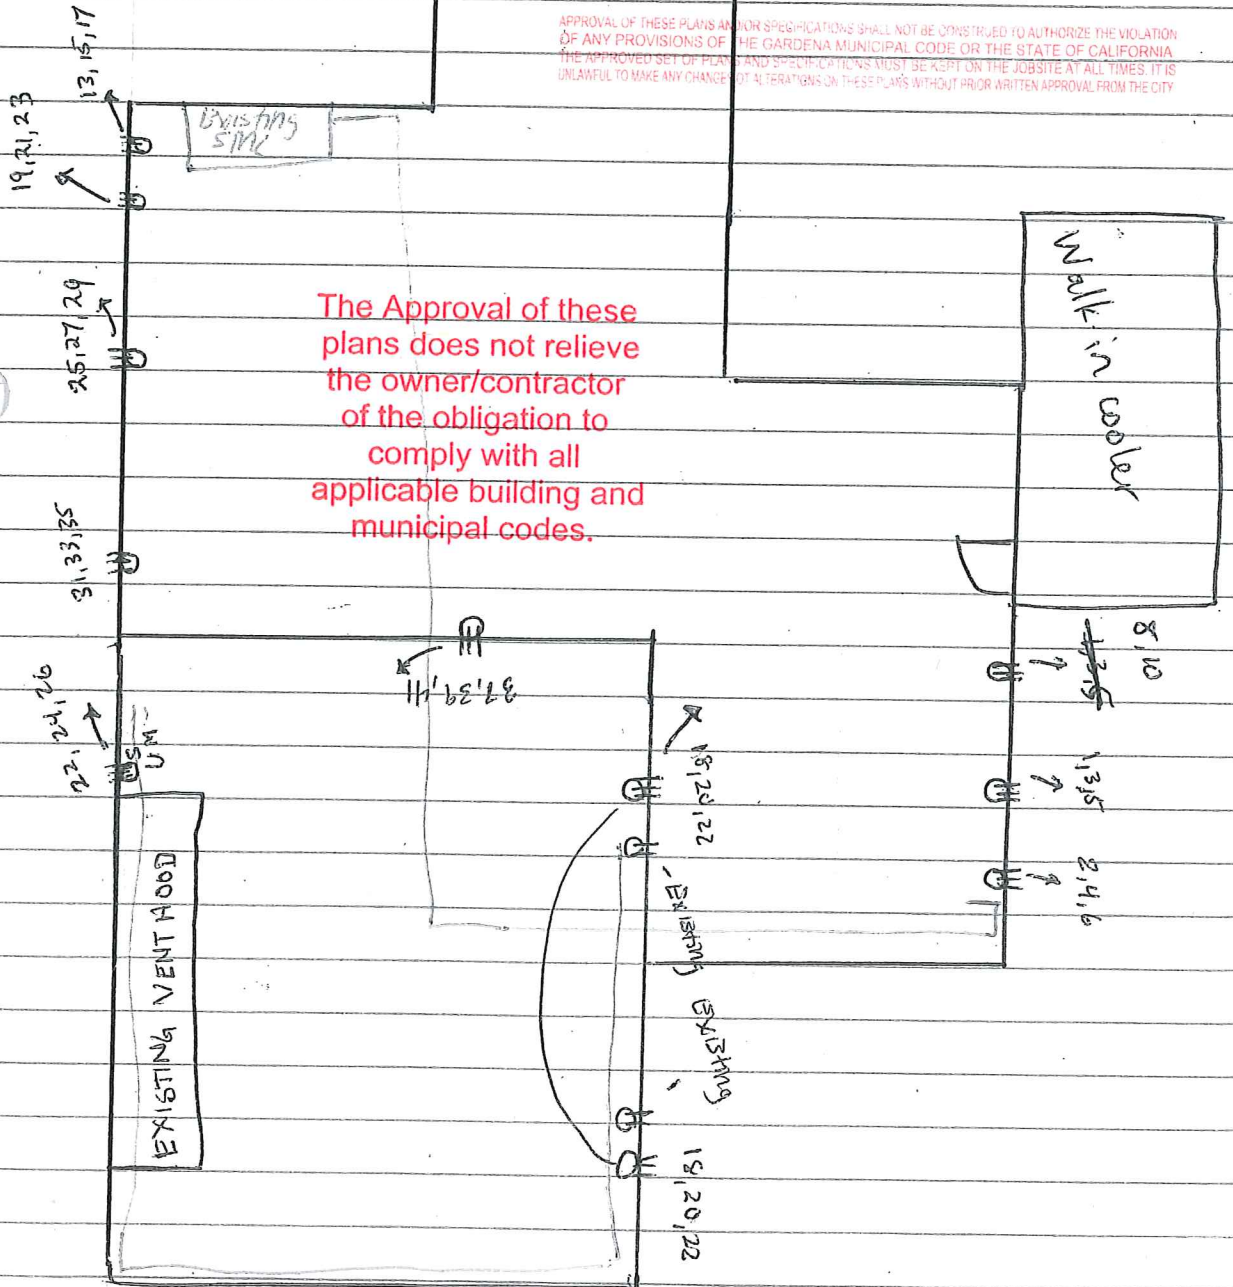 APPROVAL OF THESE PLANS AND/OR SPECIFICATIONS SHALL NOT BE CONSTRUED TO AUTHORIZE THE VIOLATION
OF ANY PROVISIONS OF THE GARDENA MUNICIPAL CODE OR THE STATE OF CALIFORNIA
THE APPROVED SET OF PLANS AND SPECIFICATIONS MUST BE KEPT ON THE JOBSITE AT ALL TIMES. IT IS
UNLAWFUL TO MAKE ANY CHANGES OT ALTERATIONS ON THESE PLANS WITHOUT PRIOR WRITTEN APPROVAL FROM THE CITY
13,15,17
19,21,23
Existing
Walk-in cooler
25,27,29
The Approval of these
plans does not relieve
the owner/contractor
of the obligation to
comply with all
applicable building and
municipal codes.
31,33,35
8,10
1,3,5
37,39,41
22,24,26
18,20,22
1,3,5
2,4,6
EXISTING VENT HOOD
-Existing
Existing
18,20,22